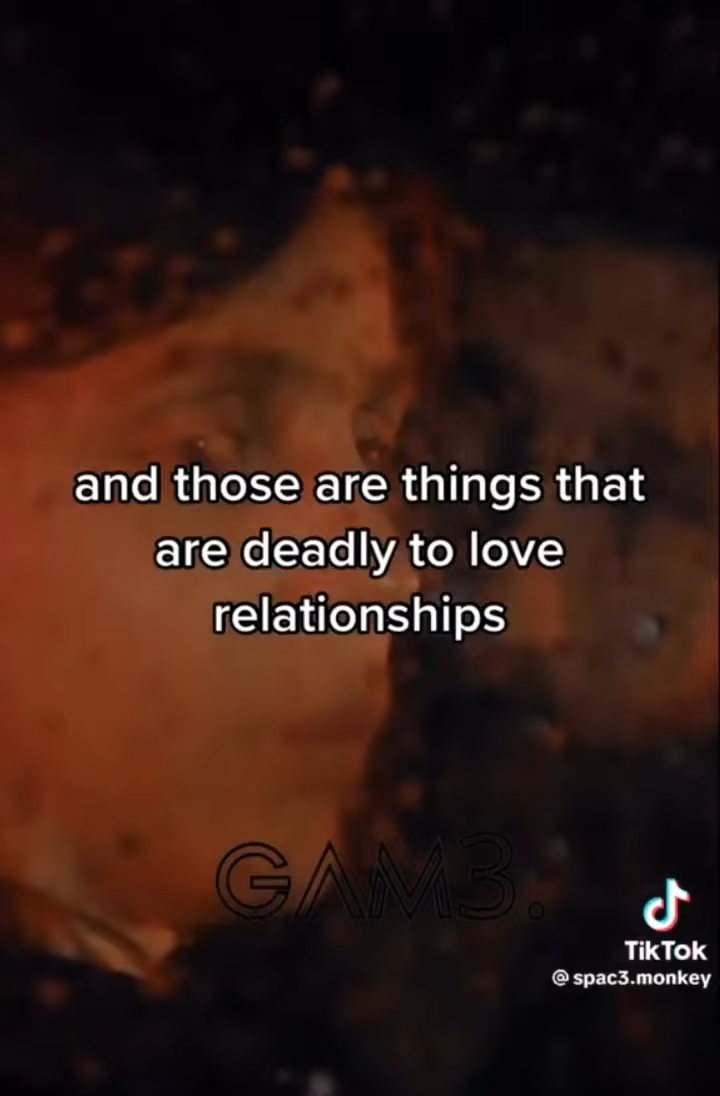 and those are things that
are deadly to love
relationships
GAM3.
TikTok
@ spac3.monkey